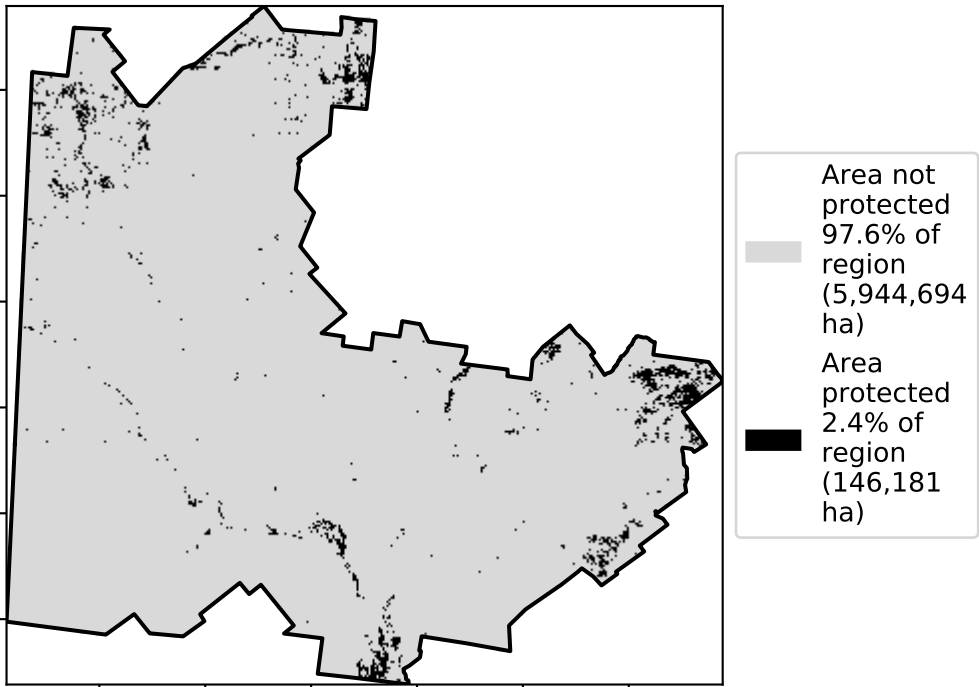 Area not
protected
97.6% of
region
(5,944,694
ha)
Area
protected
2.4% of
region
(146,181
ha)